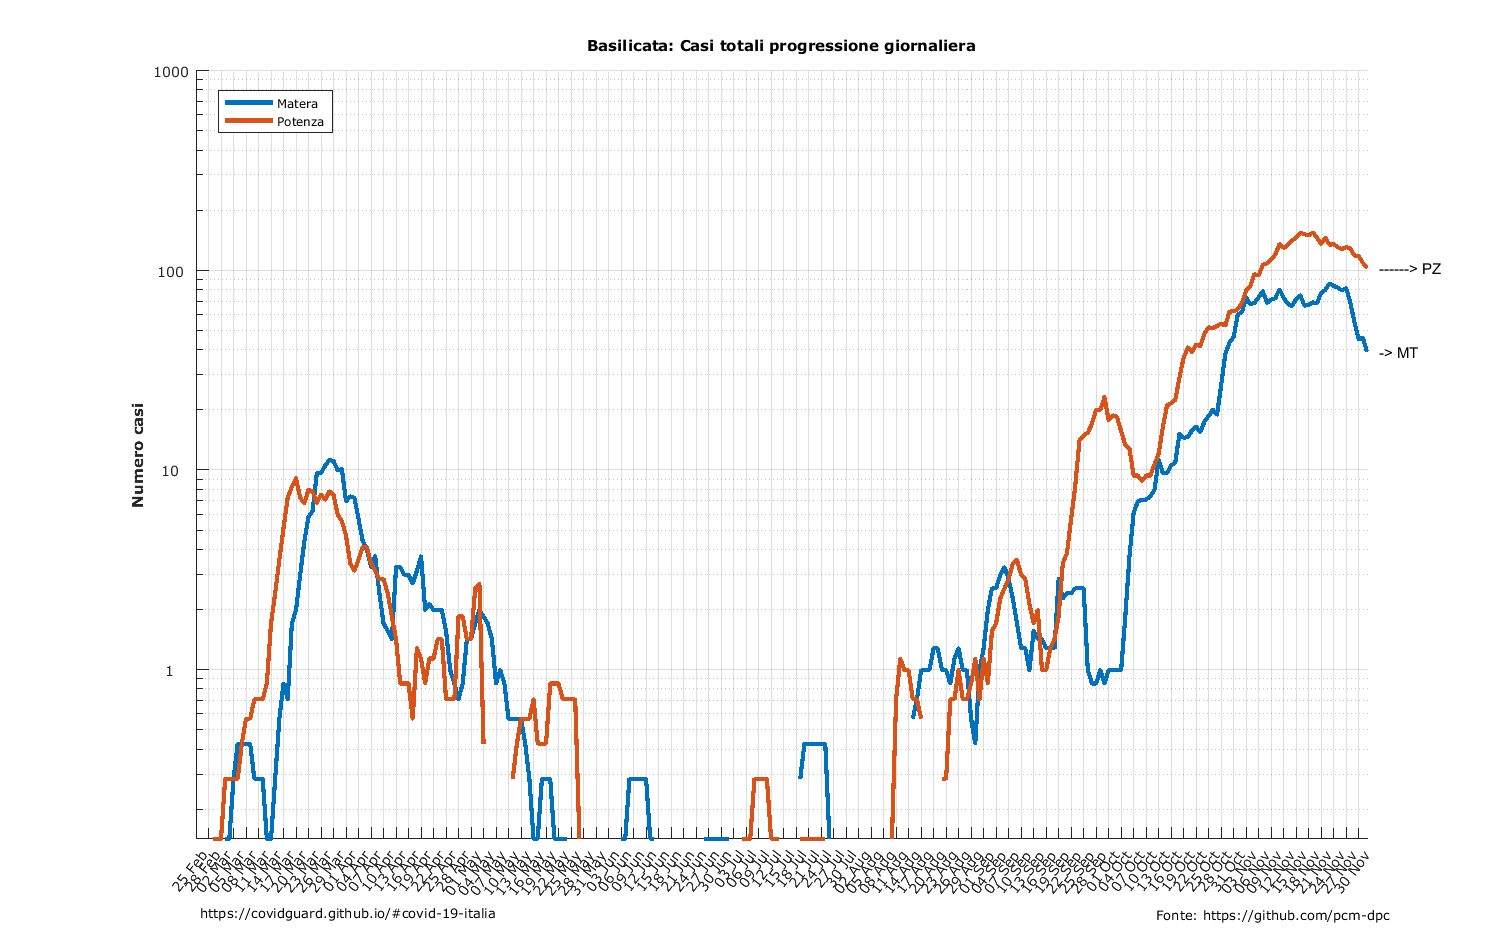 Basilicata: Casi totali progressione giornaliera
1000
100
10
1
Numero casi
Matera
Potenza
------> PZ
-> MT
25 Feb
28 Feb
02 Mar
05 Mar
08 Mar
11 Mar
14 Mar
17 Mar
20 Mar
23 Mar
26 Mar
29 Mar
01 Apr
04 Apr
07 Apr
10 Apr
13 Apr
16 Apr
19 Apr
22 Apr
25 Apr
28 Apr
01 May
04 May
07 May
10 May
13 May
16 May
19 May
22 May
25 May
28 May
31 May
03 Jun
06 Jun
09 Jun
12 Jun
15 Jun
18 Jun
21 Jun
24 Jun
27 Jun
30 Jun
03 Jul
06 Jul
09 Jul
12 Jul
15 Jul
18 Jul
21 Jul
24 Jul
27 Jul
30 Jul
02 Aug
05 Aug
08 Aug
11 Aug
14 Aug
17 Aug
20 Aug
23 Aug
26 Aug
29 Aug
01 Sep
04 Sep
07 Sep
10 Sep
13 Sep
16 Sep
19 Sep
22 Sep
25 Sep
28 Sep
01 Oct
04 Oct
07 Oct
10 Oct
13 Oct
16 Oct
19 Oct
22 Oct
25 Oct
28 Oct
31 Oct
03 Nov
06 Nov
09 Nov
12 Nov
15 Nov
18 Nov
21 Nov
24 Nov
27 Nov
30 Nov
https://covidguard.github.io/#covid-19-italia
Fonte: https://github.com/pcm-dpc